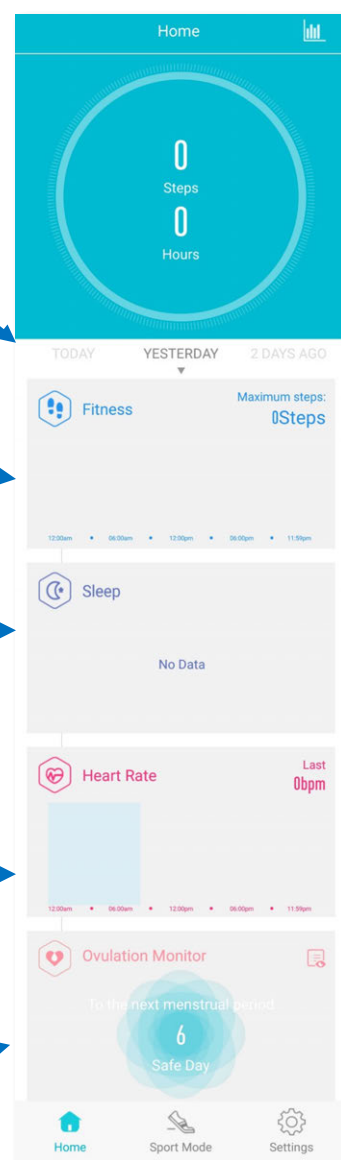 Home
0
Steps
0
Hours
TODAY YESTERDAY 2 DAYS AGO
Fitness
Maximum steps:
0Steps
12:00am 06:00am 12:00pm 06:00pm 11:59pm
Sleep
No Data
Heart Rate
Last
0bpm
12:00am 06:00am 12:00pm 06:00pm 11:59pm
Ovulation Monitor
To the next menstrual period
6
Safe Day
Home Sport Mode Settings